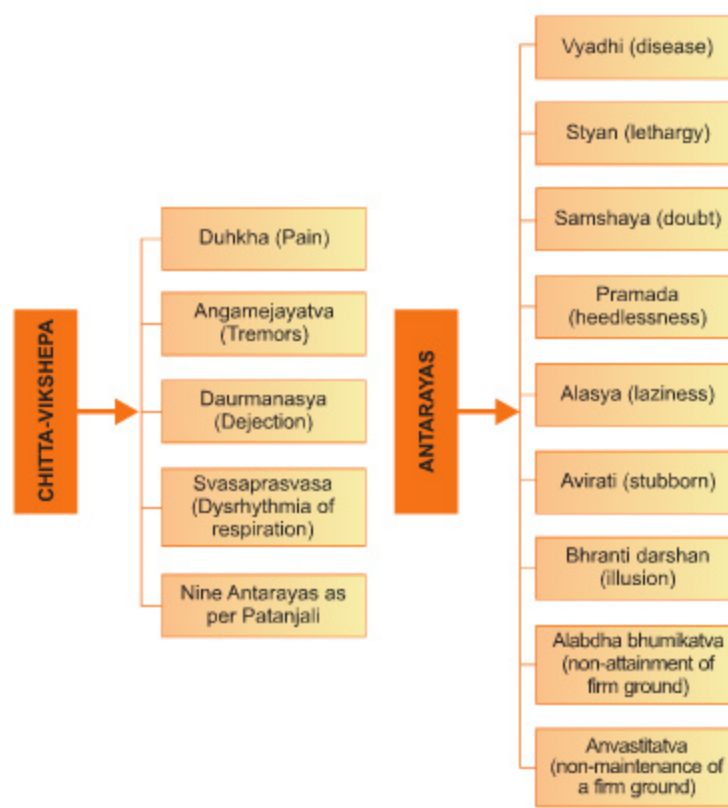 CHITTA-VIKSHEPA
Duhkha (Pain)
Angamejayatva
(Tremors)
Daurmanasya
(Dejection)
Svasaprasvasa
(Dysrhythmia of
respiration)
Nine Antarayas as
per Patanjali
ANTARAYAS
Vyadhi (disease)
Styan (lethargy)
Samshaya (doubt)
Pramada
(heedlessness)
Alasya (laziness)
Avirati (stubborn)
Bhranti darshan
(illusion)
Alabdha bhumikatva
(non-attainment of
firm ground)
Anvastitatva
(non-maintenance of
a firm ground)